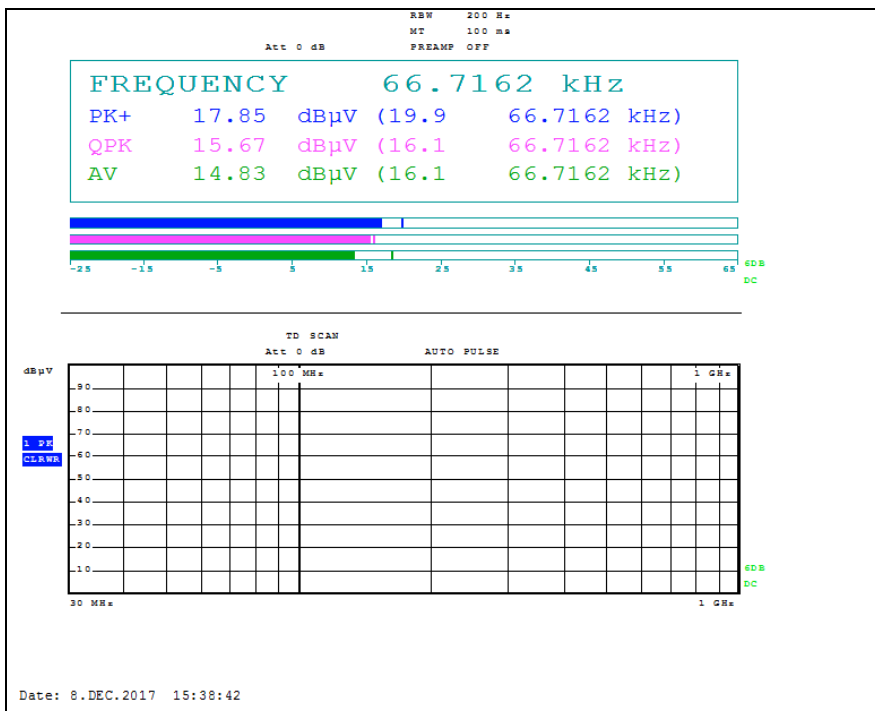 RBW 200 Hz
MT 100 ms
Att 0 dB PREAMP OFF
FREQUENCY 66.7162 kHz
PK+ 17.85 dBµV (19.9 66.7162 kHz)
QPK 15.67 dBµV (16.1 66.7162 kHz)
AV 14.83 dBµV (16.1 66.7162 kHz)
-25 -15 -5 5 15 25 35 45 55 65
6DB
DC
TD SCAN
Att 0 dB AUTO PULSE
dBµV
100 MHz 1 GHz
90
80
70
1 PK
CLRWR
60
50
40
30
20
10
6DB
DC
30 MHz 1 GHz
Date: 8.DEC.2017 15:38:42